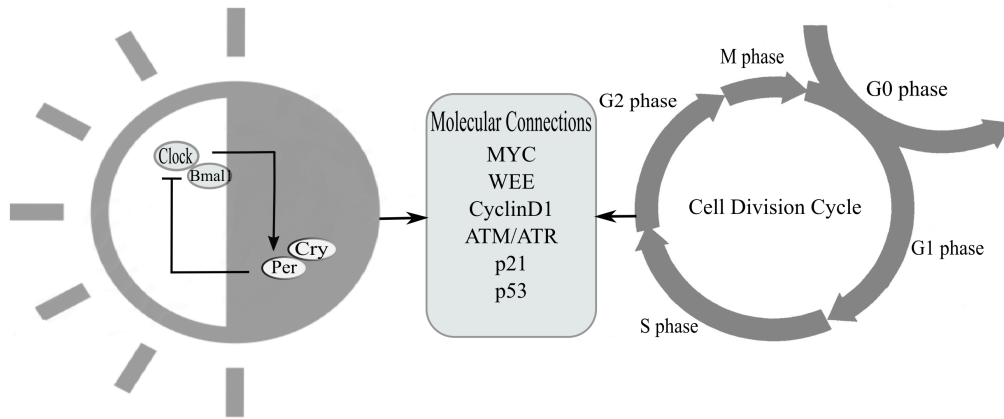 Clock
Bmal1
Cry
Per
Molecular Connections
MYC
WEE
CyclinD1
ATM/ATR
p21
p53
M phase
G2 phase
G0 phase
Cell Division Cycle
G1 phase
S phase